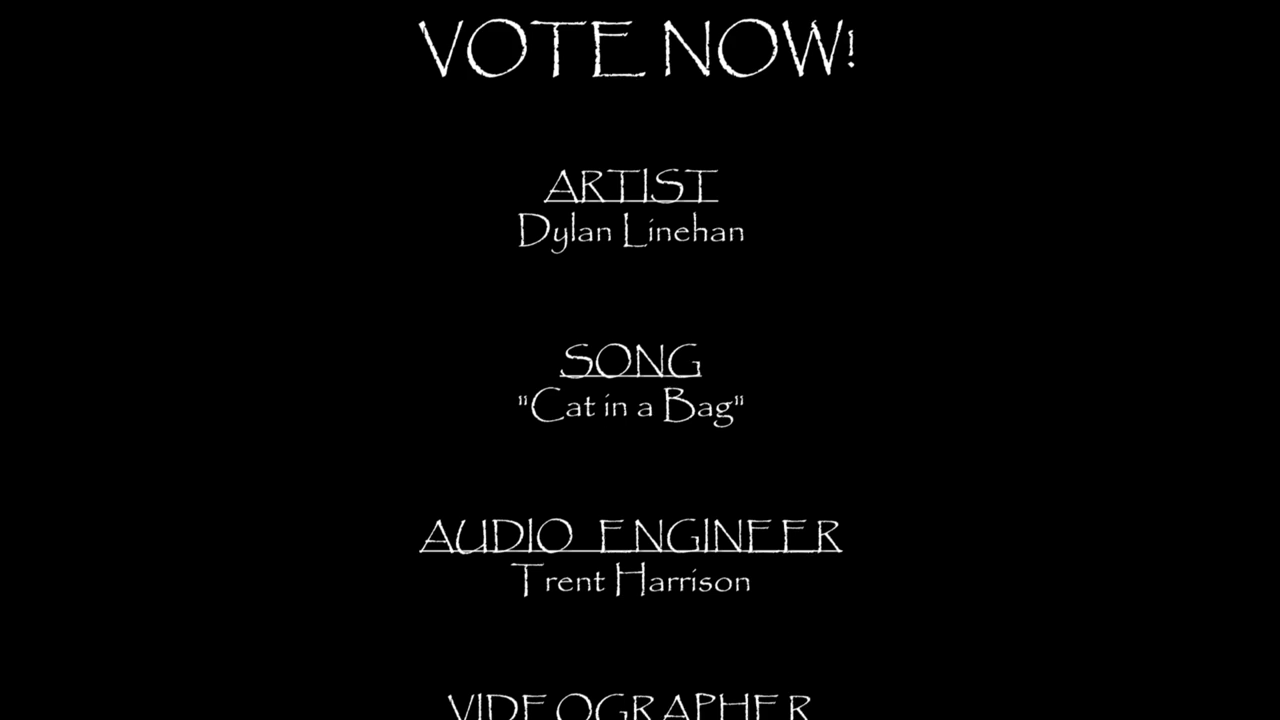 VOTE NOW!
ARTIST
Dylan Linehan
SONG
"Cat in a Bag"
AUDIO ENGINEER
Trent Harrison
VIDEOGRAPHER